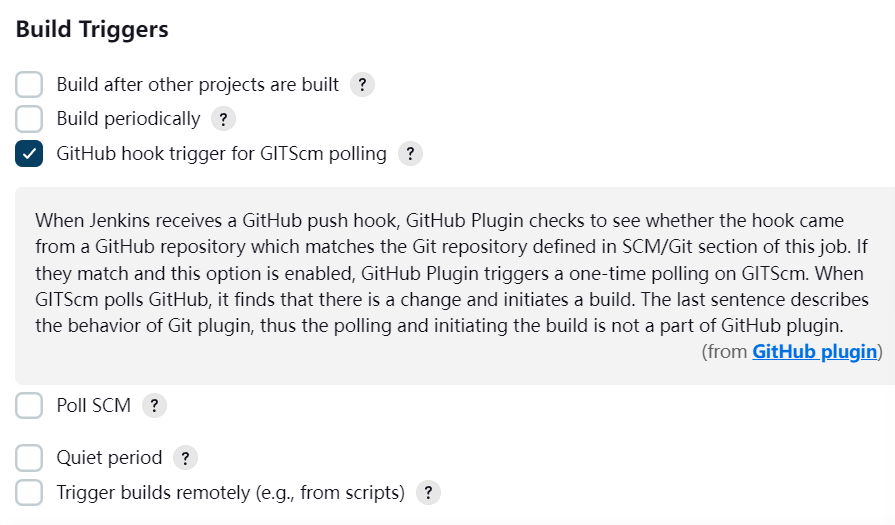 Build Triggers
Build after other projects are built ?
Build periodically ?
GitHub hook trigger for GITScm polling ?
When Jenkins receives a GitHub push hook, GitHub Plugin checks to see whether the hook came
from a GitHub repository which matches the Git repository defined in SCM/Git section of this job. If
they match and this option is enabled, GitHub Plugin triggers a one-time polling on GITScm. When
GITScm polls GitHub, it finds that there is a change and initiates a build. The last sentence describes
the behavior of Git plugin, thus the polling and initiating the build is not a part of GitHub plugin.
(from GitHub plugin)
Poll SCM ?
Quiet period ?
Trigger builds remotely (e.g., from scripts) ?